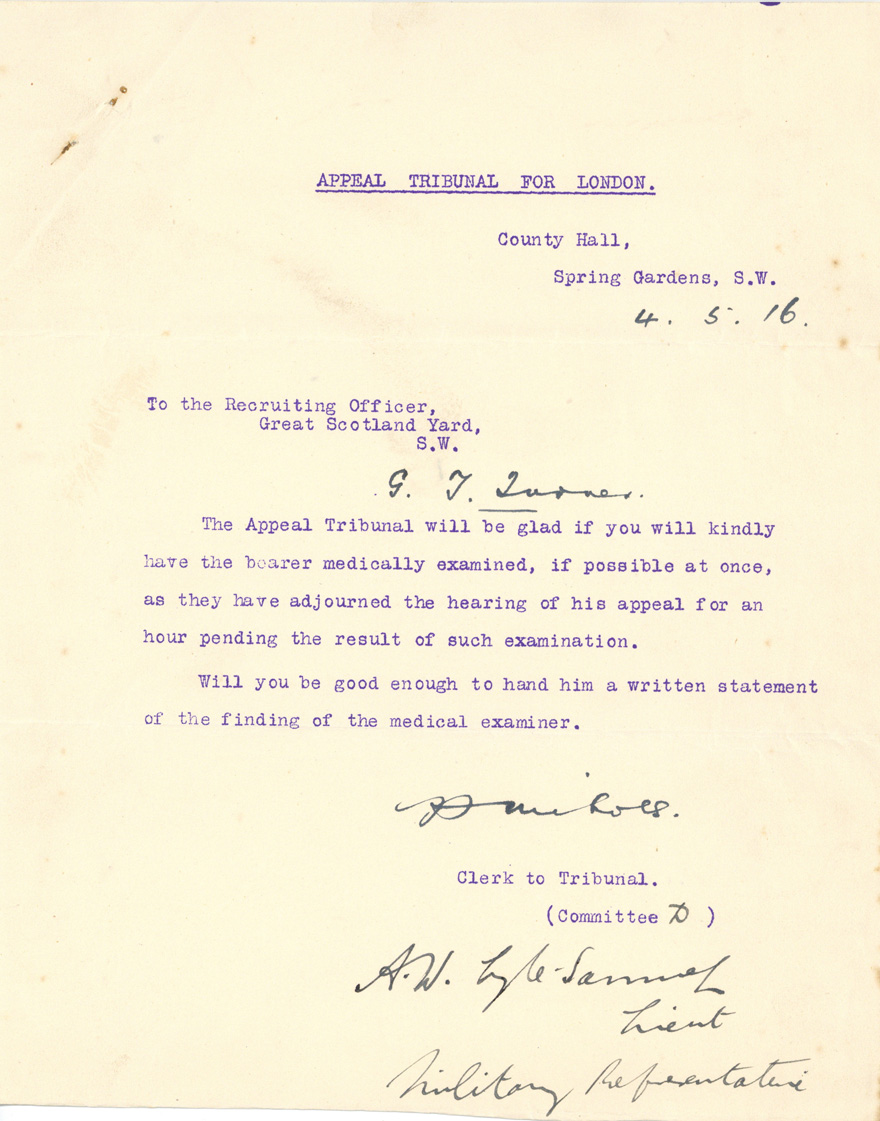 APPEAL TRIBUNAL FOR LONDON.
County Hall,
Spring Gardens, S.W.
4. 5. 16.
To the Recruiting Officer,
Great Scotland Yard,
S.W.
G. T. Turner.
The Appeal Tribunal will be glad if you will kindly
have the bearer medically examined, if possible at once,
as they have adjourned the hearing of his appeal for an
hour pending the result of such examination.
Will you be good enough to hand him a written statement
of the finding of the medical examiner.
Clerk to Tribunal.
(Committee D )
A. W. Lyle-Samuel
Lieut
Military Representative